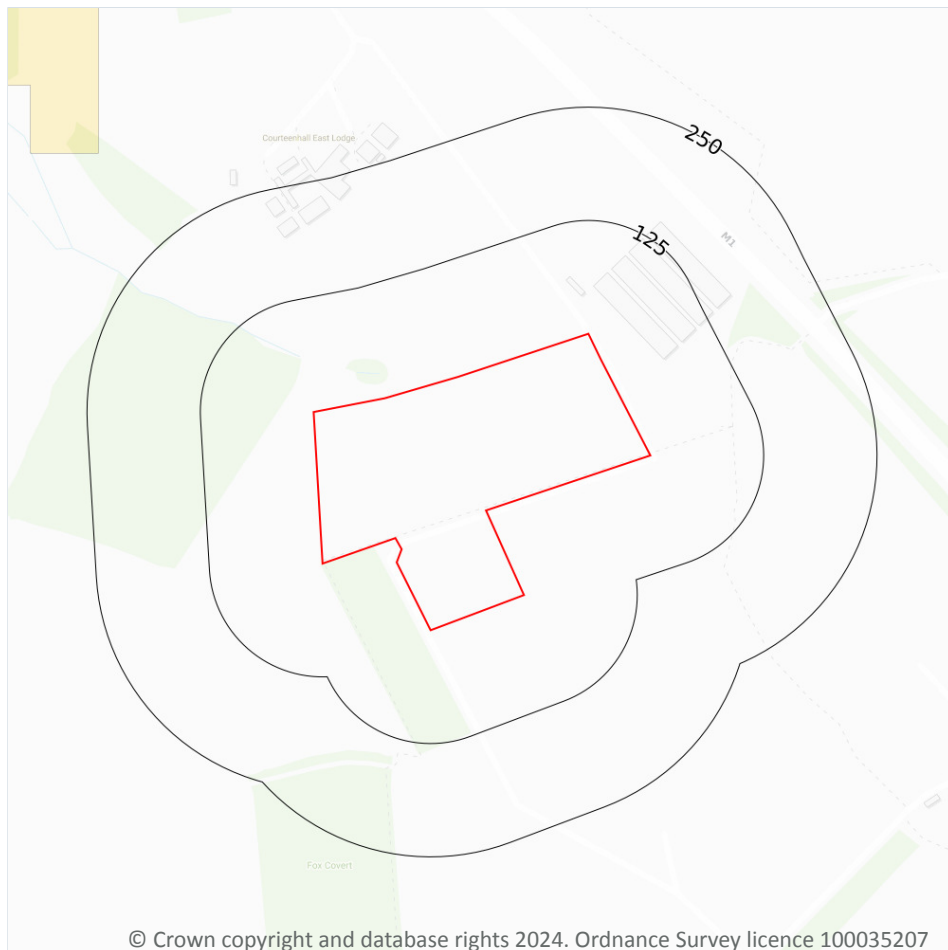 Courteenhall East Lodge
250
125
M1
Fox Covert
© Crown copyright and database rights 2024. Ordnance Survey licence 100035207